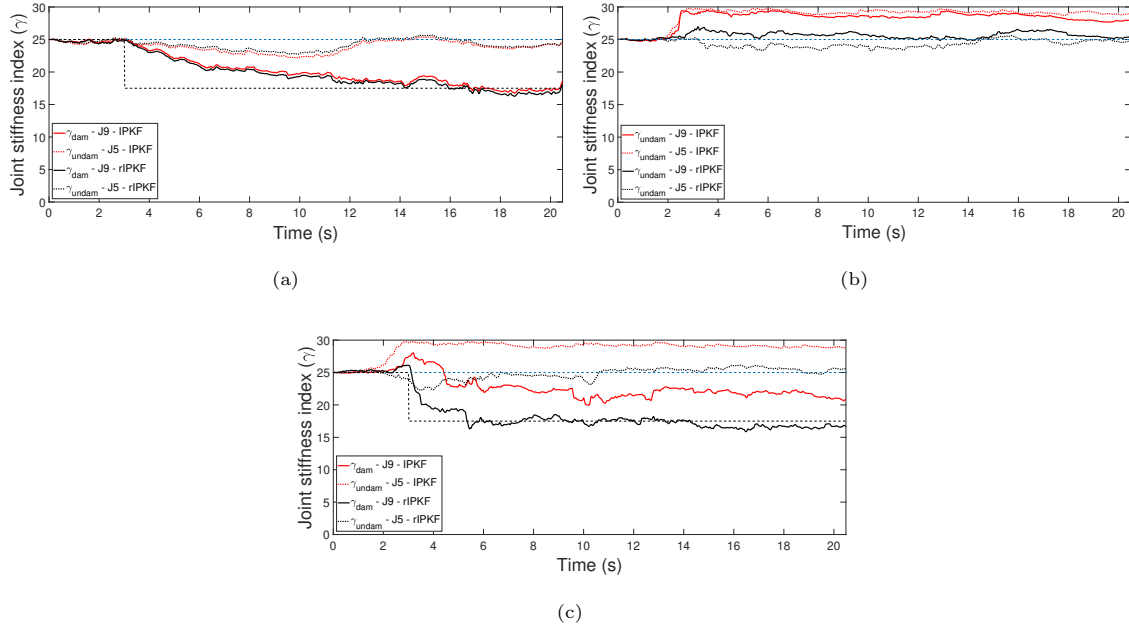 Joint stiffness index (γ)
30
25
20
15
10
5
0
γdam - J9 - IPKF
γundam - J5 - IPKF
γdam - J9 - rIPKF
γundam - J5 - rIPKF
0 2 4 6 8 10 12 14 16 18 20
Time (s)
(a)
Joint stiffness index (γ)
30
25
20
15
10
5
0
γundam - J9 - IPKF
γundam - J5 - IPKF
γundam - J9 - rIPKF
γundam - J5 - rIPKF
0 2 4 6 8 10 12 14 16 18 20
Time (s)
(b)
Joint stiffness index (γ)
30
25
20
15
10
5
0
γdam - J9 - IPKF
γundam - J5 - IPKF
γdam - J9 - rIPKF
γundam - J5 - rIPKF
0 2 4 6 8 10 12 14 16 18 20
Time (s)
(c)